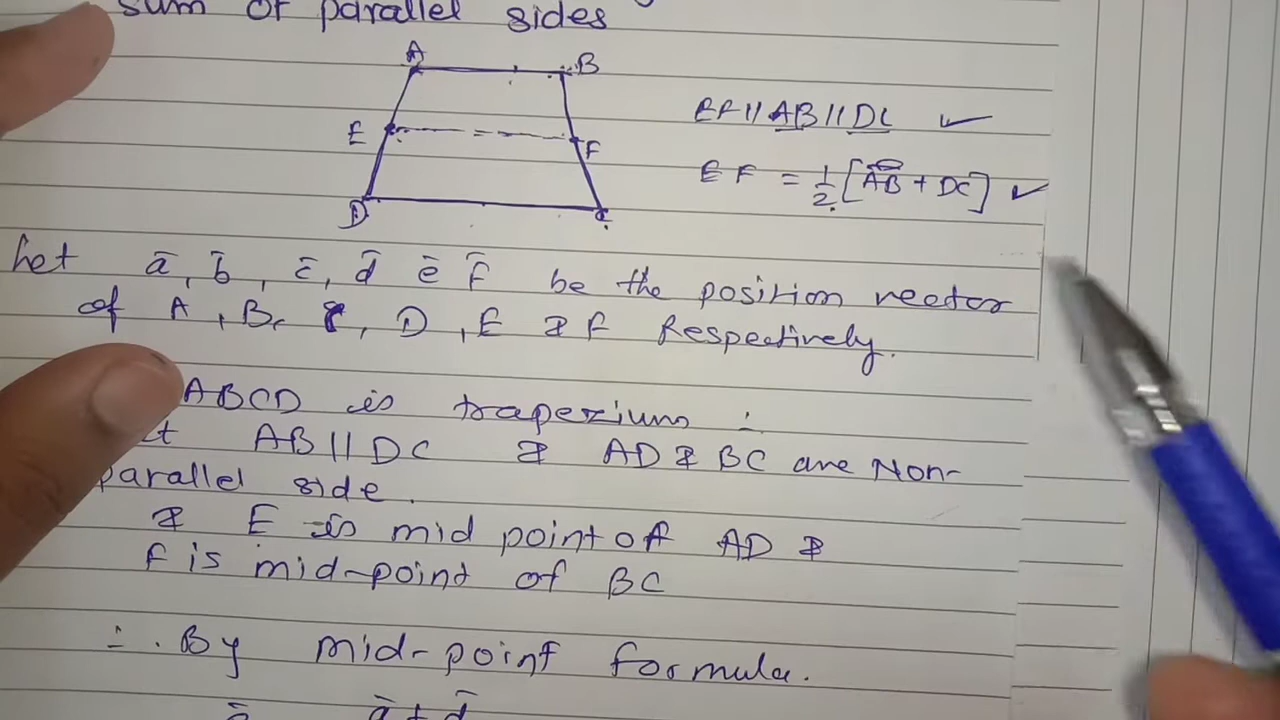 sum of parallel sides
A
B
E
F
D
C
EF || AB || DC ✓
EF = 1/2 [AB + DC] ✓
Let a̅, b̅, c̅, d̅ e̅ F̅ be the position vector
of A, B, C, D, E & F Respectively.
ABCD is trapezium ∴
AB || DC & AD & BC are Non-
parallel side.
& E is mid point of AD &
F is mid-point of BC
∴ By mid-point formula.
a̅ + d̅